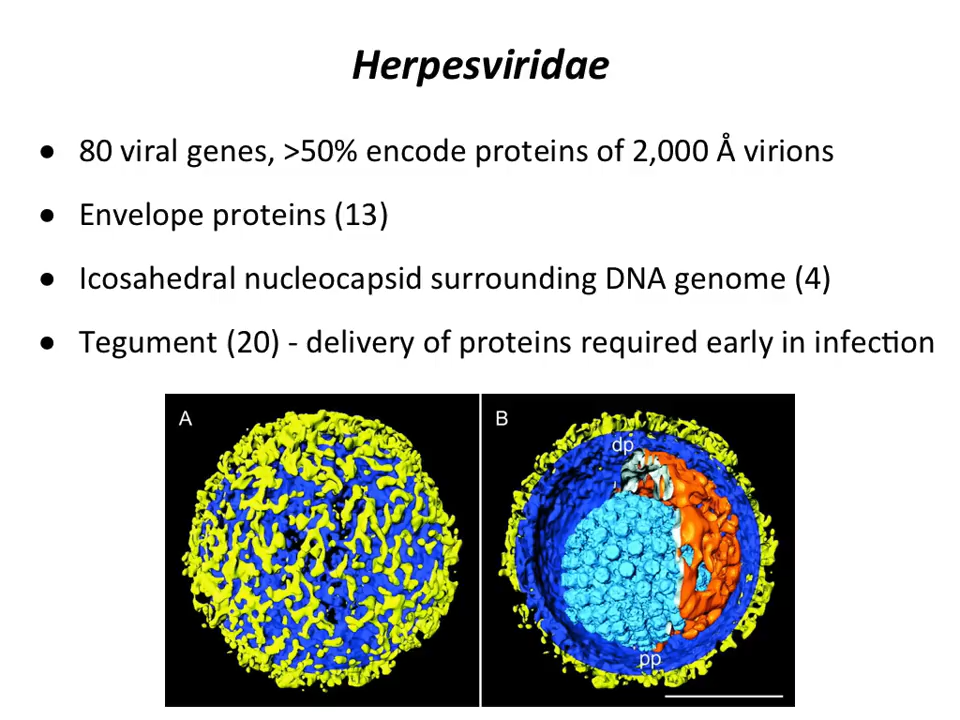 Herpesviridae
• 80 viral genes, >50% encode proteins of 2,000 Å virions
• Envelope proteins (13)
• Icosahedral nucleocapsid surrounding DNA genome (4)
• Tegument (20) - delivery of proteins required early in infection
A
B
dp
pp